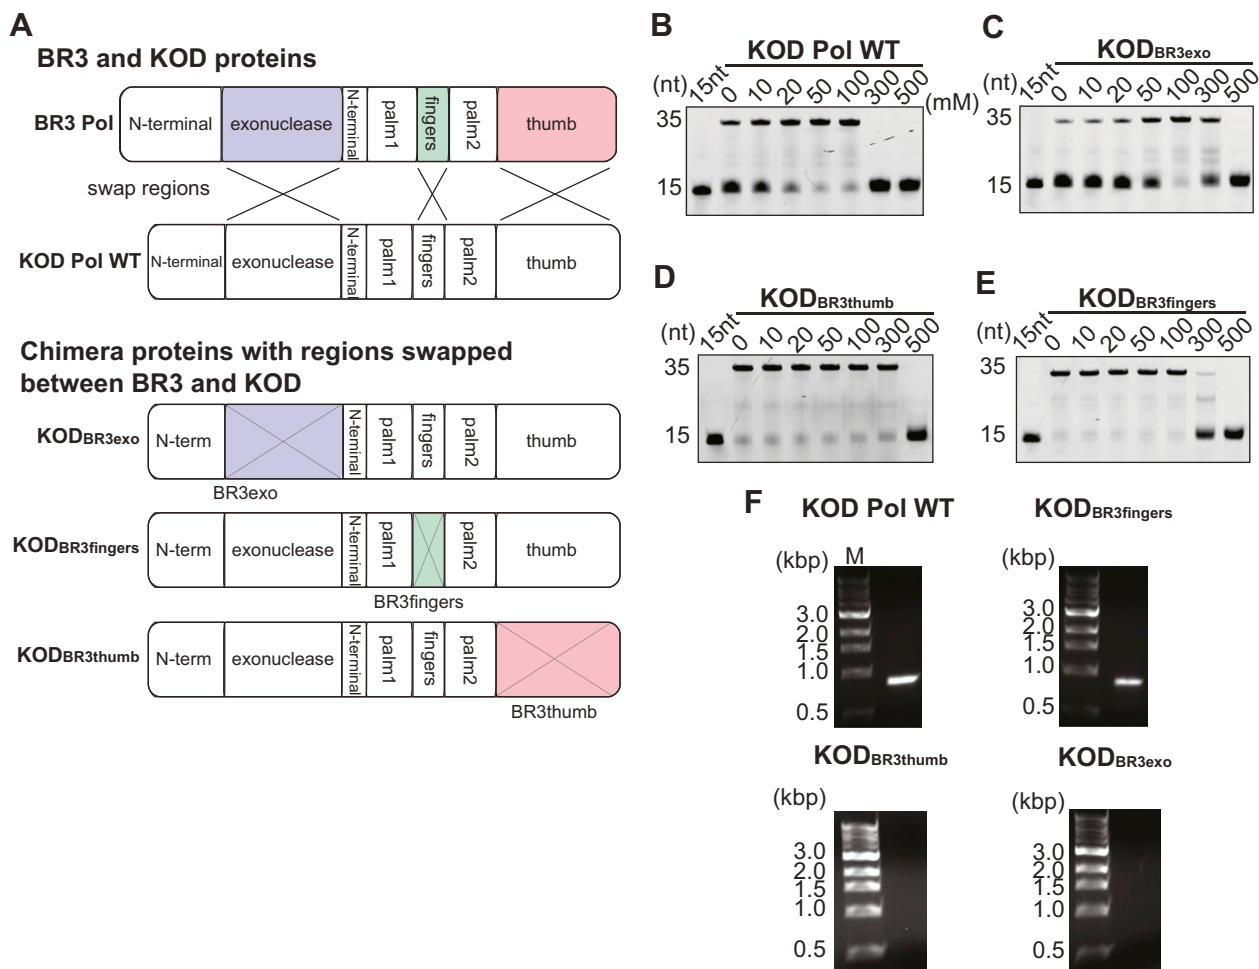 A
BR3 and KOD proteins
BR3 Pol
N-terminal
exonuclease
N-terminal
palm1
fingers
palm2
thumb
swap regions
KOD Pol WT
N-terminal
exonuclease
N-terminal
palm1
fingers
palm2
thumb
Chimera proteins with regions swapped
between BR3 and KOD
KODBR3exo
N-term
N-terminal
palm1
fingers
palm2
thumb
BR3exo
KODBR3fingers
N-term
exonuclease
N-terminal
palm1
palm2
thumb
BR3fingers
KODBR3thumb
N-term
exonuclease
N-terminal
palm1
fingers
palm2
BR3thumb
B
KOD Pol WT
(nt) 15nt 0 10 20 50 100 300 500 (mM)
35
15
C
KODBR3exo
(nt) 15nt 0 10 20 50 100 300 500
35
15
D
KODBR3thumb
(nt) 15nt 0 10 20 50 100 300 500
35
15
E
KODBR3fingers
(nt) 15nt 0 10 20 50 100 300 500
35
15
F
KOD Pol WT
(kbp) M
3.0
2.0
1.5
1.0
0.5
KODBR3fingers
(kbp)
3.0
2.0
1.5
1.0
0.5
KODBR3thumb
(kbp)
3.0
2.0
1.5
1.0
0.5
KODBR3exo
(kbp)
3.0
2.0
1.5
1.0
0.5